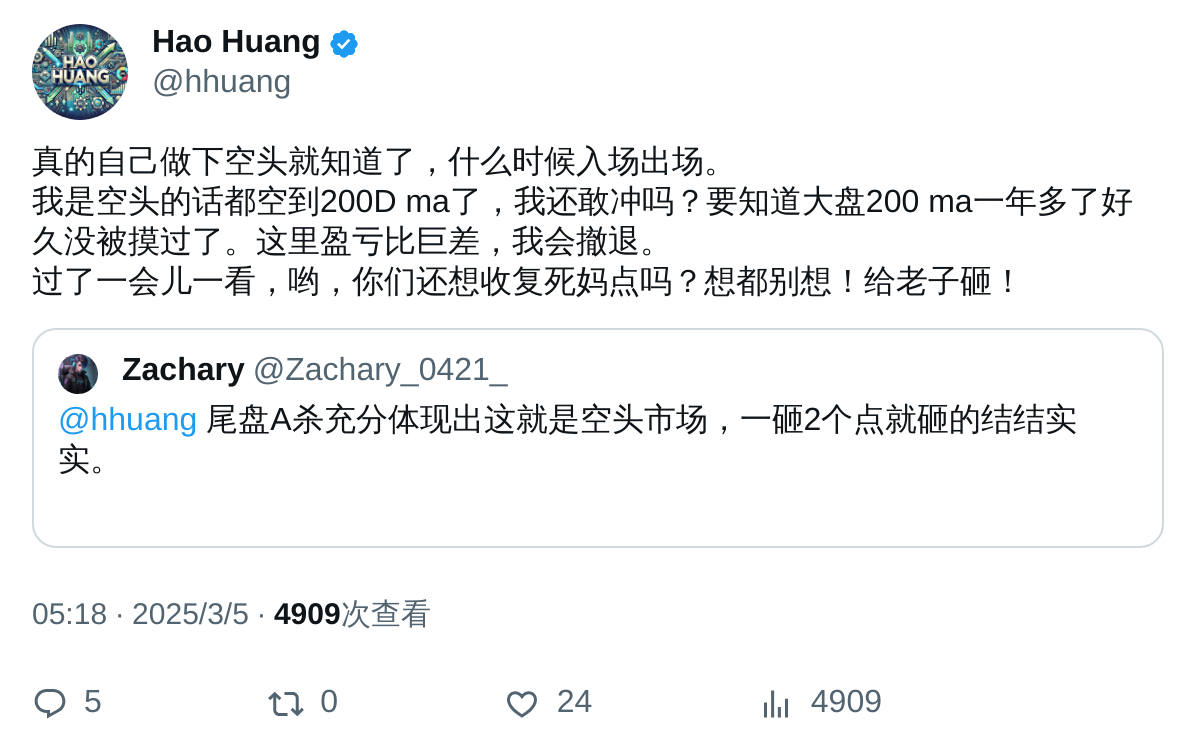 HAO
HUANG
Hao Huang
@hhuang
真的自己做下空头就知道了，什么时候入场出场。
我是空头的话都空到200D ma了，我还敢冲吗？要知道大盘200 ma一年多了好
久没被摸过了。这里盈亏比巨差，我会撤退。
过了一会儿一看，哟，你们还想收复死妈点吗？想都别想！给老子砸！
Zachary @Zachary_0421_
@hhuang 尾盘A杀充分体现出这就是空头市场，一砸2个点就砸的结结实
实。
05:18 · 2025/3/5 · 4909次查看
5 0 24 4909